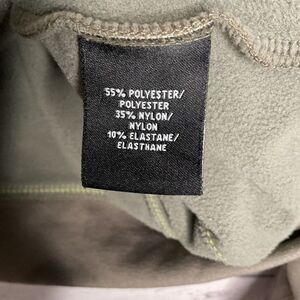 55% POLYESTER/
POLYESTER
35% NYLON/
NYLON
10% ELASTANE/
ELASTHANE